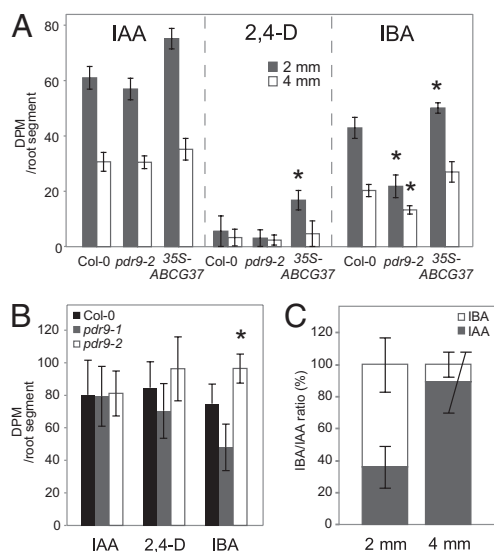 A
IAA
2,4-D
IBA
80
60
40
20
0
DPM
/root segment
2 mm
4 mm
*
*
*
*
Col-0 pdr9-2 35S-ABCG37
Col-0 pdr9-2 35S-ABCG37
Col-0 pdr9-2 35S-ABCG37
B
Col-0
pdr9-1
pdr9-2
*
120
100
80
60
40
20
0
DPM
/root segment
IAA 2,4-D IBA
C
IBA
IAA
120
100
80
60
40
20
0
IBA/IAA ratio (%)
2 mm 4 mm